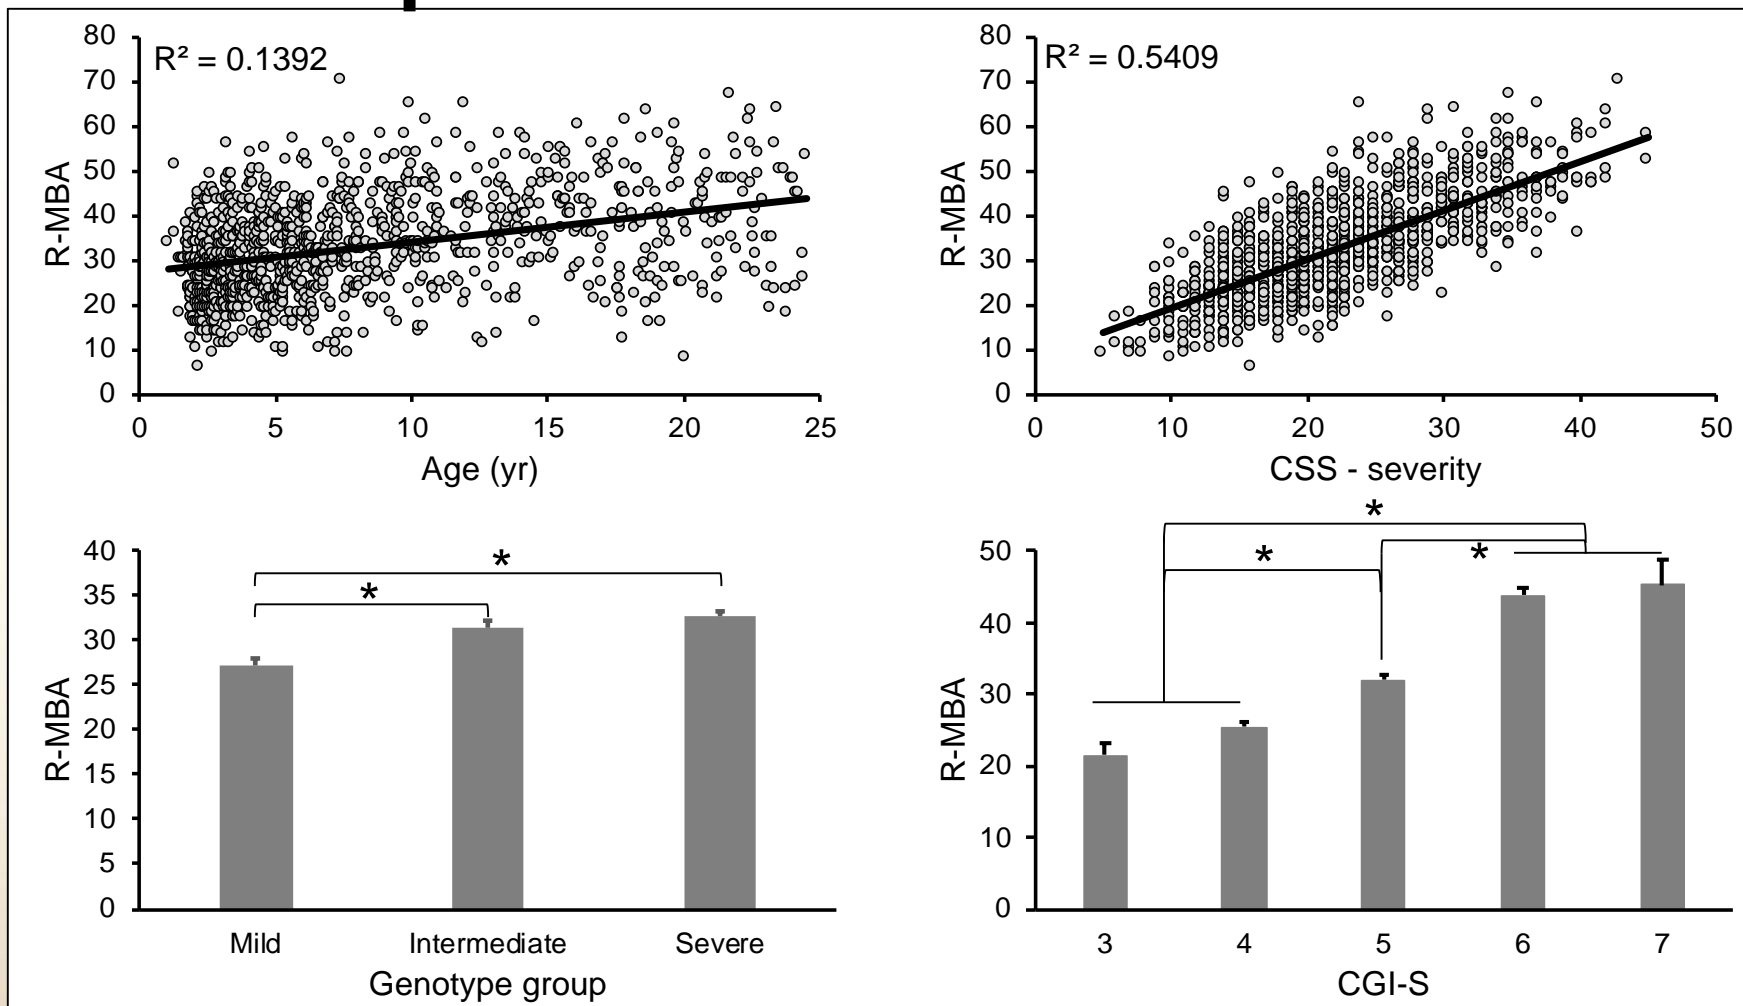 R² = 0.1392
80
70
60
50
40
30
20
10
0
R-MBA
0 5 10 15 20 25
Age (yr)
R² = 0.5409
80
70
60
50
40
30
20
10
0
R-MBA
0 10 20 30 40 50
CSS - severity
40
35
30
25
20
15
10
5
0
R-MBA
*
*
Mild Intermediate Severe
Genotype group
50
40
30
20
10
0
R-MBA
*
*
*
3 4 5 6 7
CGI-S